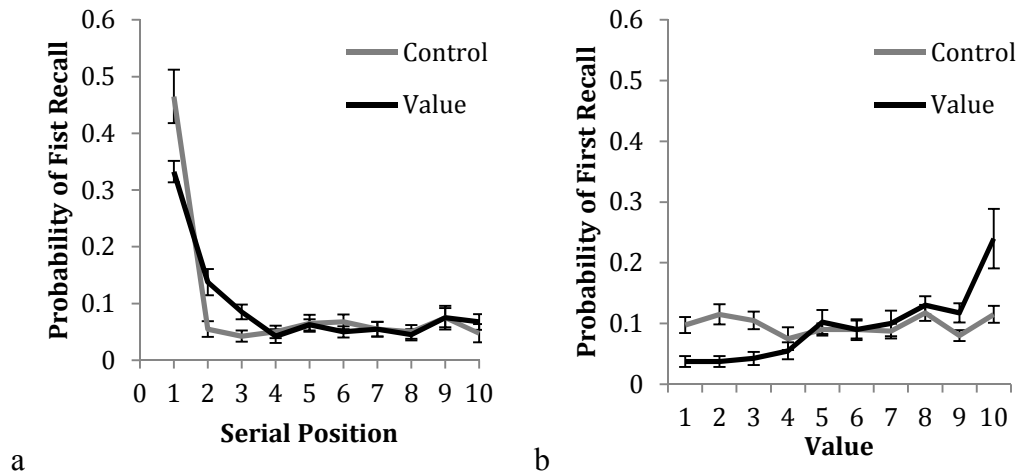 Probability of Fist Recall
0.6
0.5
0.4
0.3
0.2
0.1
0
Control
Value
0 1 2 3 4 5 6 7 8 9 10
Serial Position
a
Probability of First Recall
0.6
0.5
0.4
0.3
0.2
0.1
0
Control
Value
1 2 3 4 5 6 7 8 9 10
Value
b